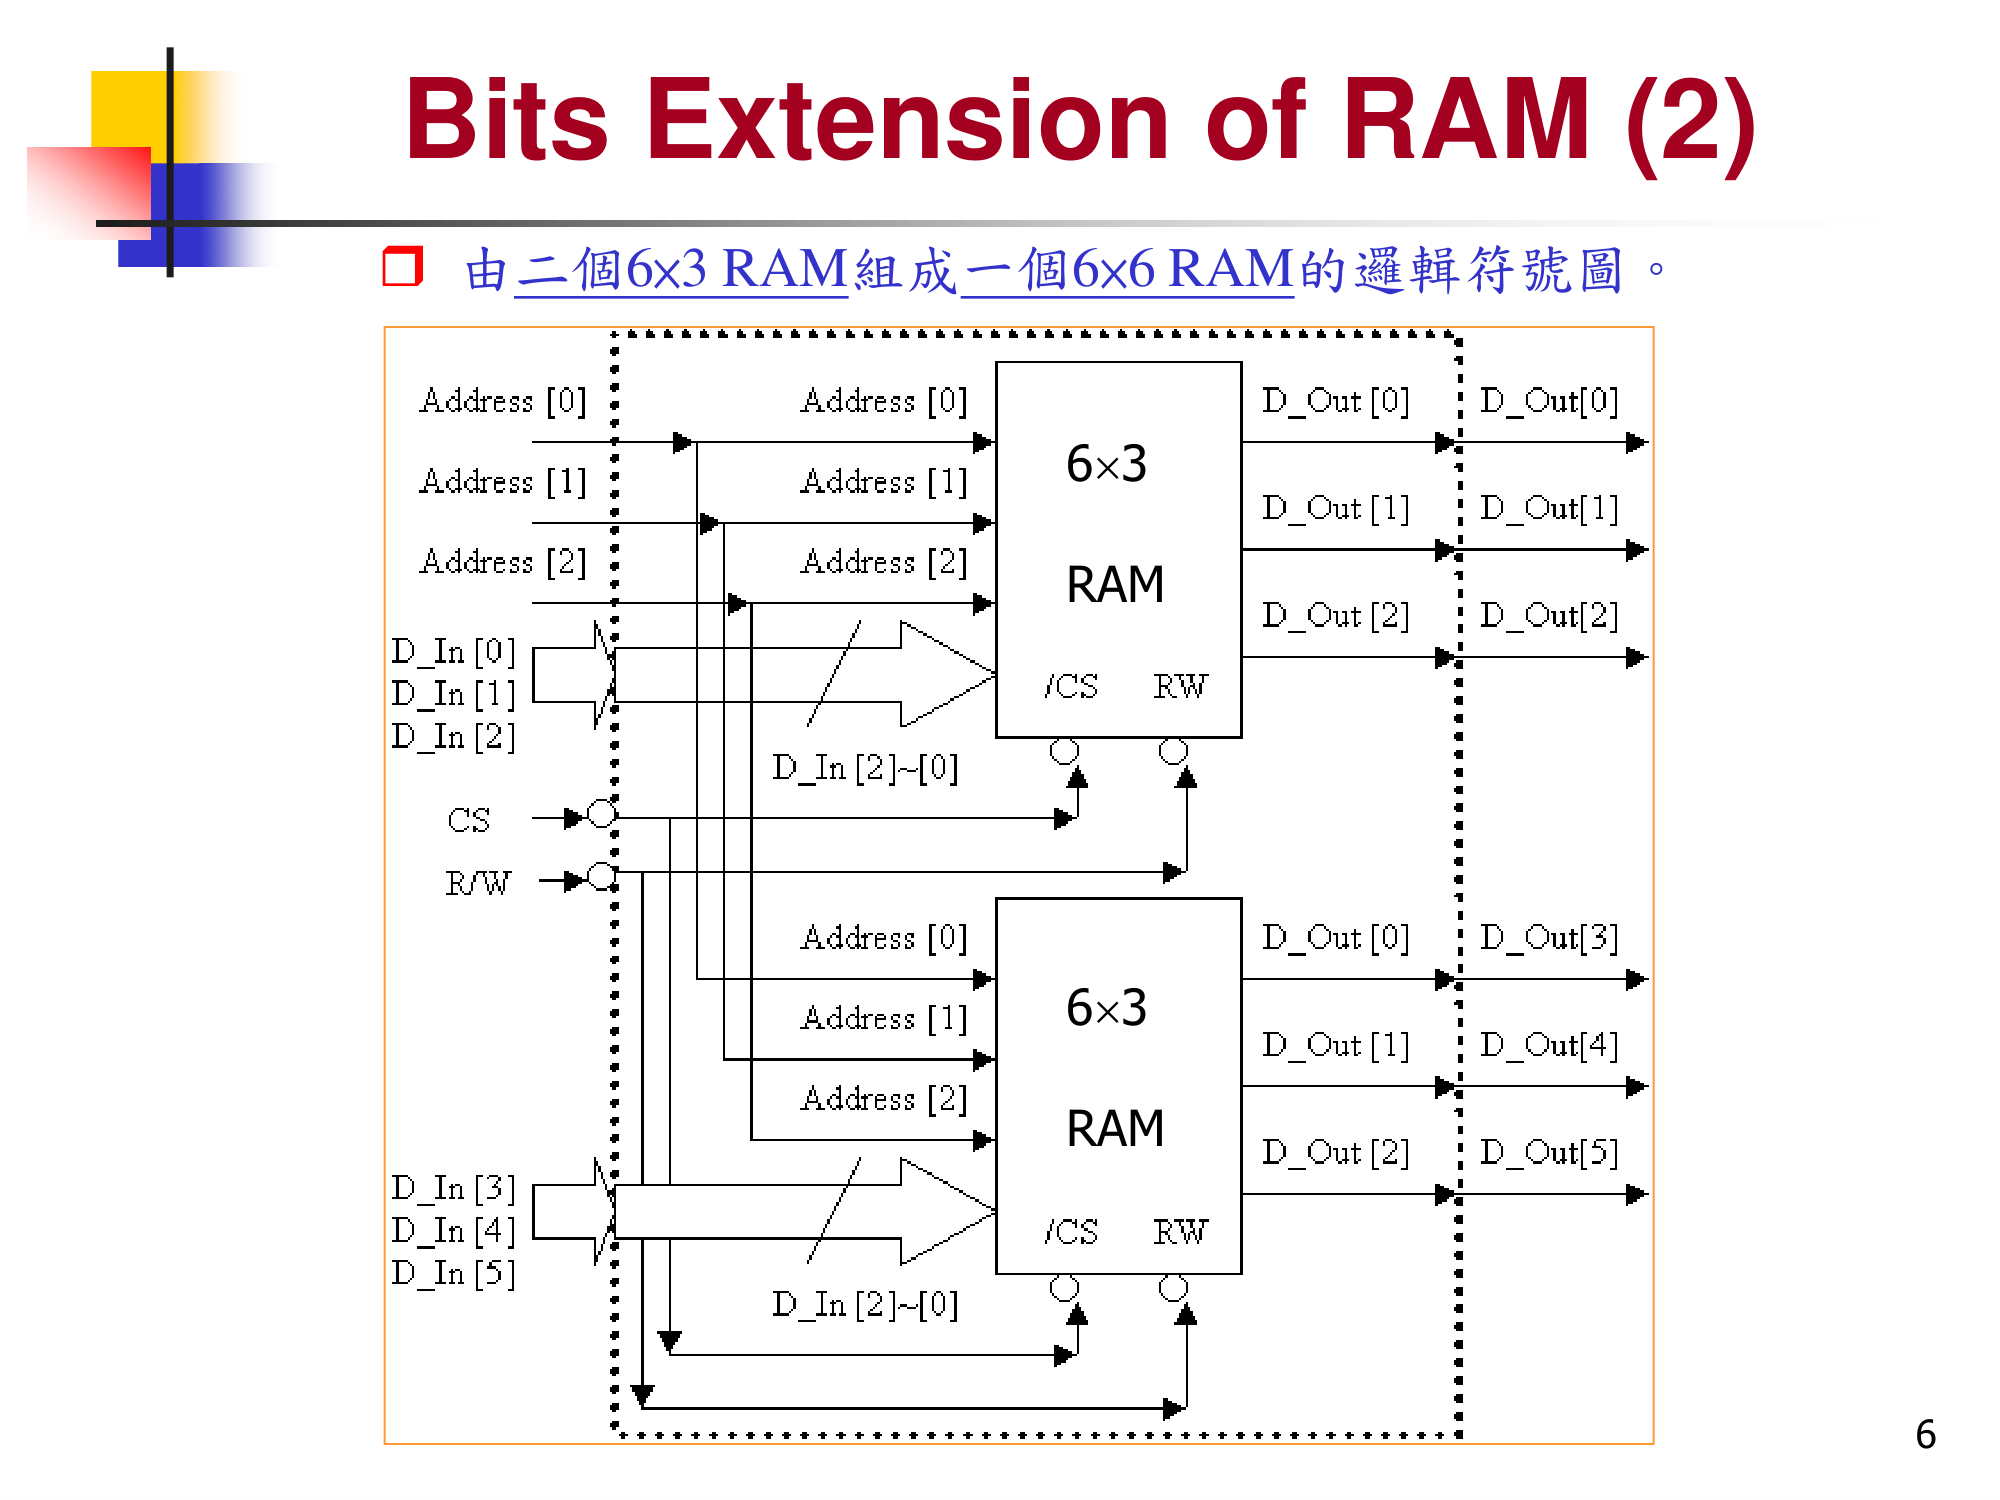 Bits Extension of RAM (2)
由二個6×3 RAM組成一個6×6 RAM的邏輯符號圖。
Address [0]
Address [0]
D_Out [0]
D_Out[0]
6×3
Address [1]
Address [1]
D_Out [1]
D_Out[1]
Address [2]
Address [2]
RAM
D_Out [2]
D_Out[2]
D_In [0]
D_In [1]
D_In [2]
/CS RW
D_In [2]~[0]
CS
R/W
Address [0]
D_Out [0]
D_Out[3]
6×3
Address [1]
D_Out [1]
D_Out[4]
Address [2]
RAM
D_Out [2]
D_Out[5]
D_In [3]
D_In [4]
D_In [5]
/CS RW
D_In [2]~[0]
6